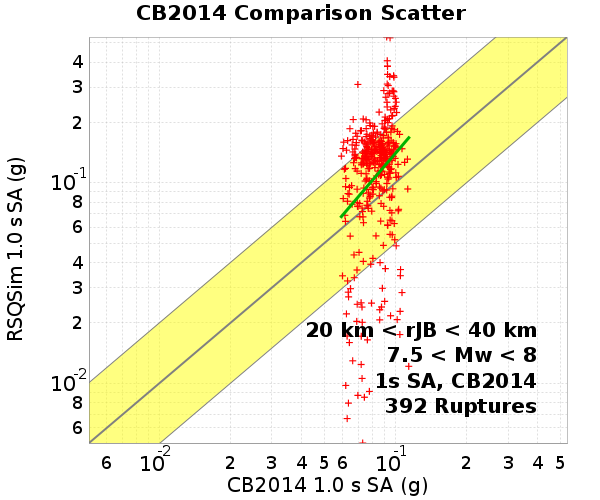 CB2014 Comparison Scatter
RSQSim 1.0 s SA (g)
4
3
2
10⁻¹
8
6
4
3
2
10⁻²
8
6
20 km < rJB < 40 km
7.5 < Mw < 8
1s SA, CB2014
392 Ruptures
6 10⁻² 2 3 4 5 6 10⁻¹ 2 3 4 5
CB2014 1.0 s SA (g)